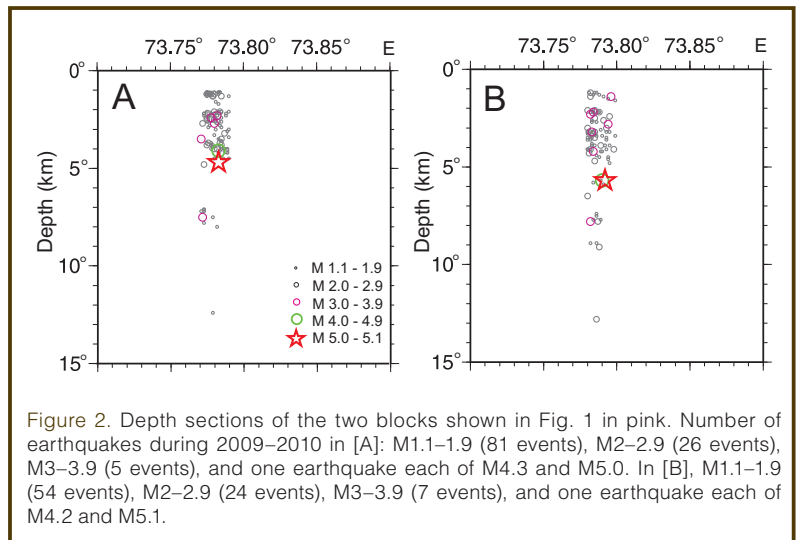 73.75° 73.80° 73.85° E
73.75° 73.80° 73.85° E
A
B
0°
5°
10°
15°
Depth (km)
0°
5°
10°
15°
Depth (km)
M 1.1 - 1.9
M 2.0 - 2.9
M 3.0 - 3.9
M 4.0 - 4.9
M 5.0 - 5.1
Figure 2. Depth sections of the two blocks shown in Fig. 1 in pink. Number of
earthquakes during 2009–2010 in [A]: M1.1–1.9 (81 events), M2–2.9 (26 events),
M3–3.9 (5 events), and one earthquake each of M4.3 and M5.0. In [B], M1.1–1.9
(54 events), M2–2.9 (24 events), M3–3.9 (7 events), and one earthquake each of
M4.2 and M5.1.